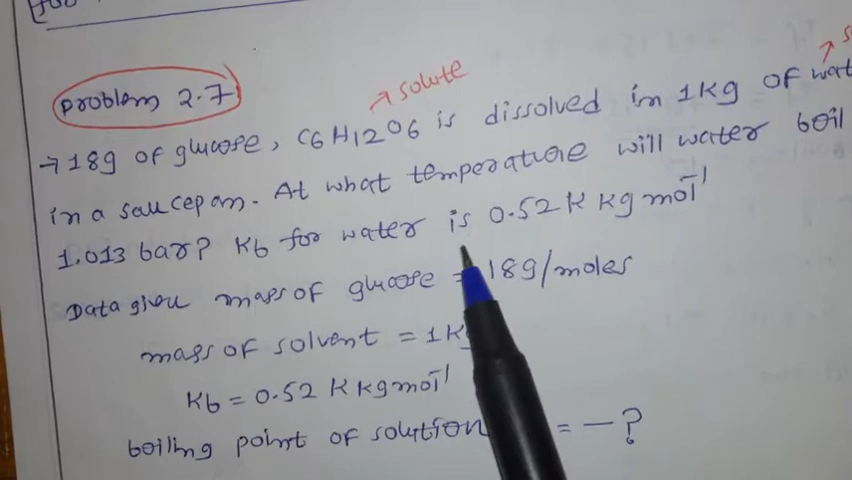 Problem 2.7
solute
→ 18g of glucose, C6H12O6 is dissolved in 1Kg of wat
in a saucepan. At what temperature will water boil
1.013 bar? Kb for water is 0.52 K Kg mol⁻¹
Data given mass of glucose = 18g/moles
mass of solvent = 1K
Kb = 0.52 K Kg mol⁻¹
boiling point of solution = — ?